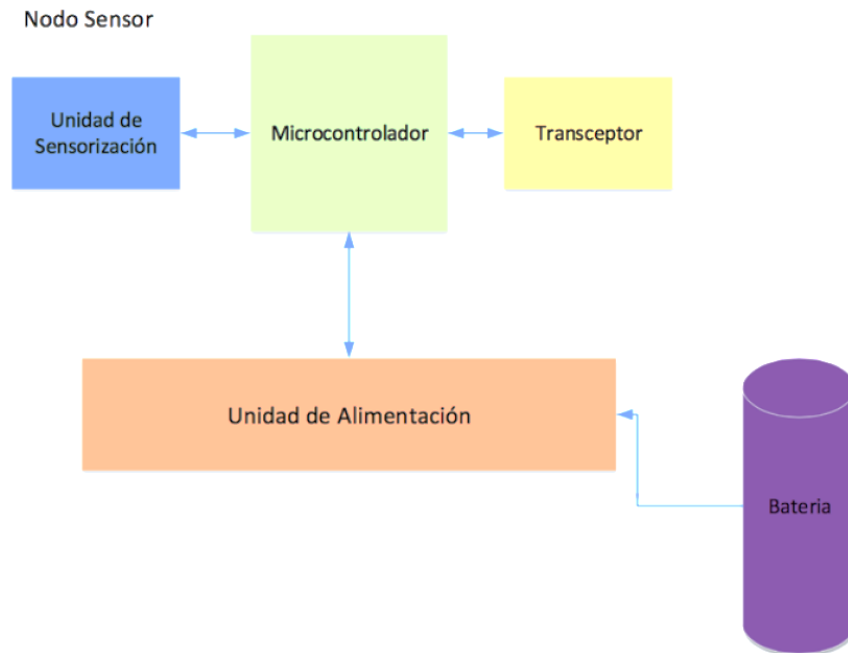 Nodo Sensor
Unidad de
Sensorización
Microcontrolador
Transceptor
Unidad de Alimentación
Bateria